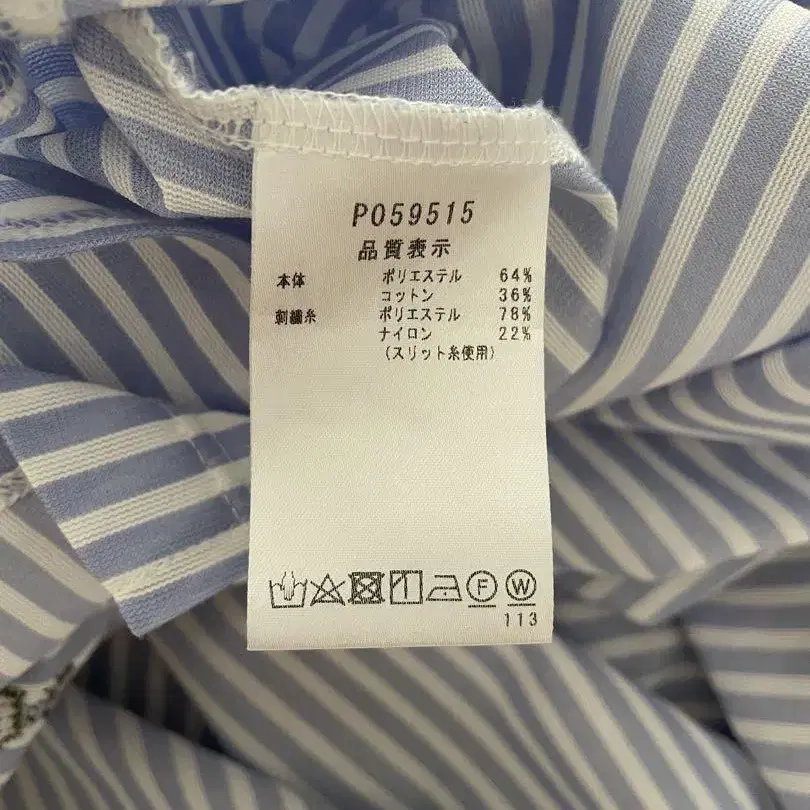 P059515
品質表示
本体 ポリエステル 64%
コットン 36%
刺繍糸 ポリエステル 78%
ナイロン 22%
(スリット糸使用)
F W
113